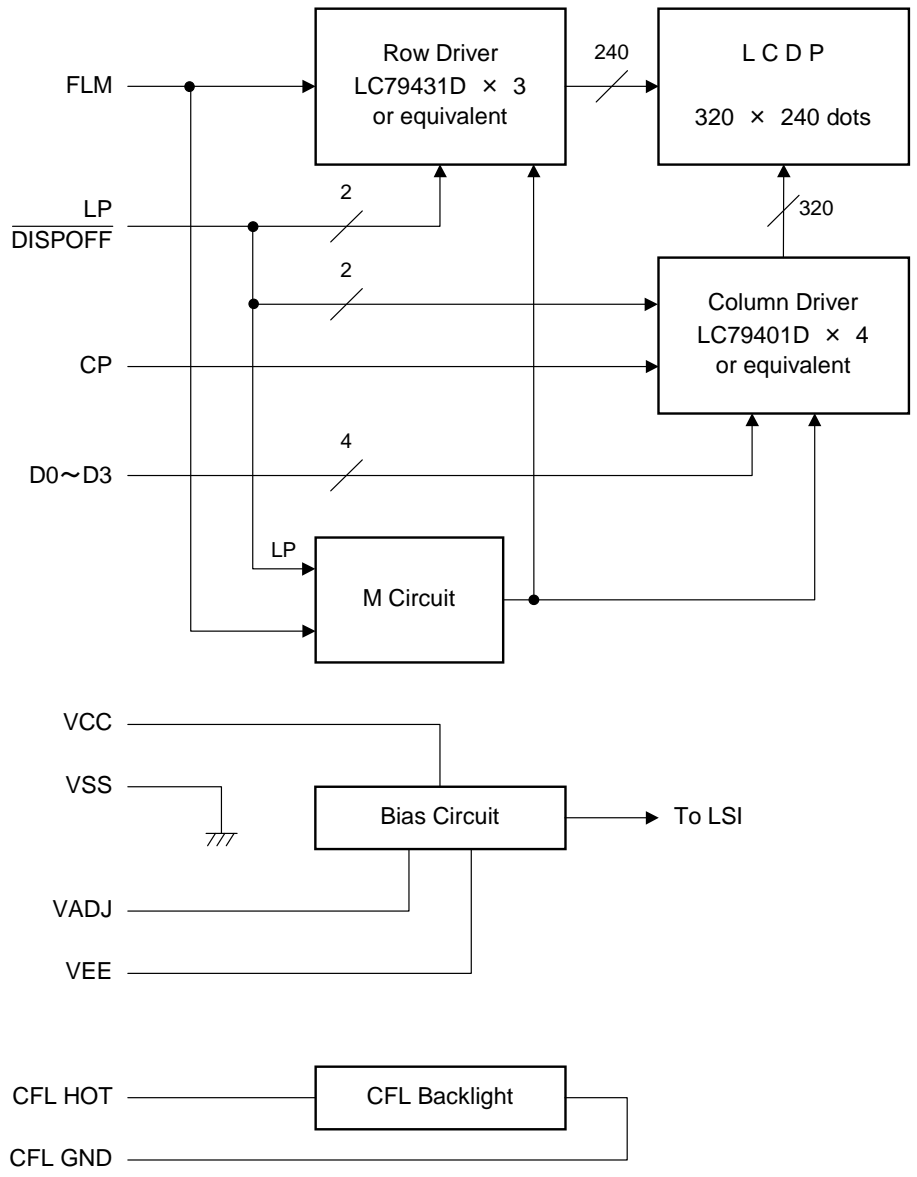 Row Driver
LC79431D × 3
or equivalent
240
L C D P
320 × 240 dots
FLM
LP
DISPOFF
2
320
2
Column Driver
LC79401D × 4
or equivalent
CP
4
D0～D3
LP
M Circuit
VCC
VSS
Bias Circuit
To LSI
VADJ
VEE
CFL HOT
CFL Backlight
CFL GND